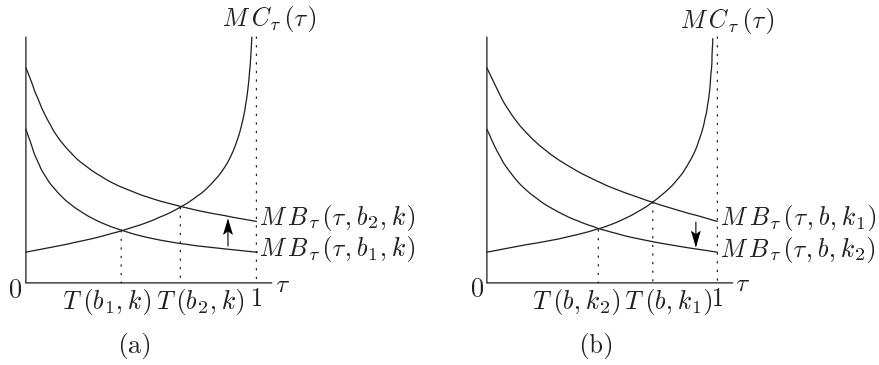 MC_τ(τ) MC_τ(τ)
MB_τ(τ, b_2, k) MB_τ(τ, b, k_1)
MB_τ(τ, b_1, k) MB_τ(τ, b, k_2)
0 T(b_1, k) T(b_2, k) 1 τ 0 T(b, k_2) T(b, k_1) 1 τ
(a) (b)